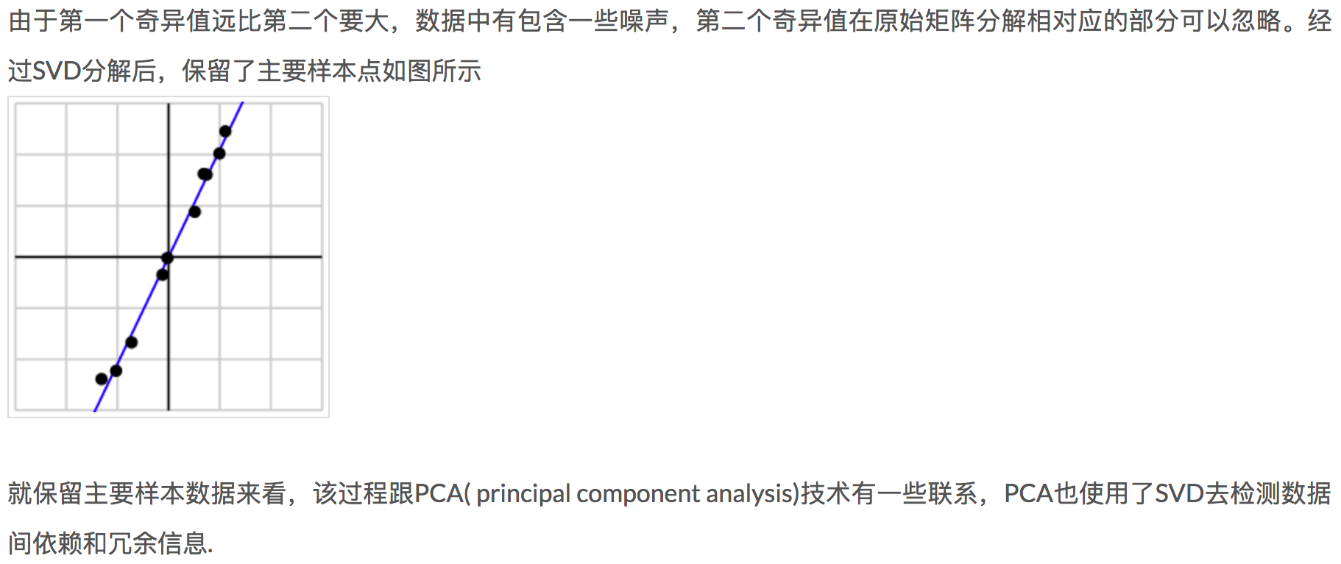 由于第一个奇异值远比第二个要大，数据中有包含一些噪声，第二个奇异值在原始矩阵分解相对应的部分可以忽略。经
过SVD分解后，保留了主要样本点如图所示
就保留主要样本数据来看，该过程跟PCA( principal component analysis)技术有一些联系，PCA也使用了SVD去检测数据
间依赖和冗余信息.